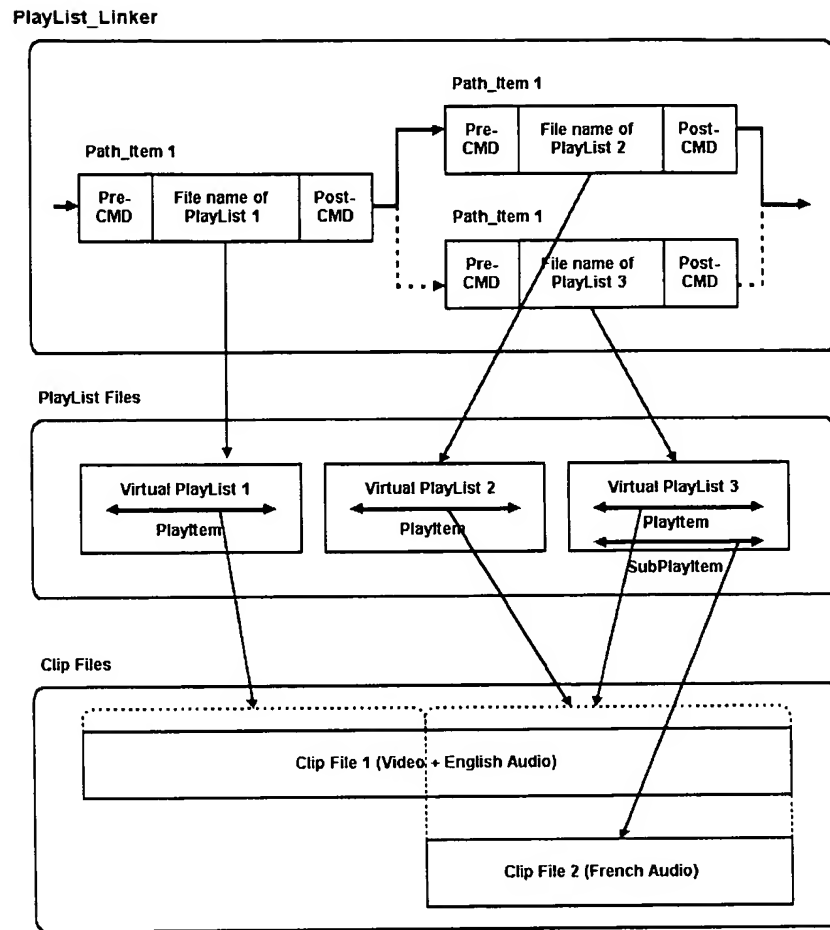 PlayList_Linker
Path_Item 1
Pre-
CMD
File name of
PlayList 1
Post-
CMD
Path_Item 1
Pre-
CMD
File name of
PlayList 2
Post-
CMD
Path_Item 1
Pre-
CMD
File name of
PlayList 3
Post-
CMD
PlayList Files
Virtual PlayList 1
PlayItem
Virtual PlayList 2
PlayItem
Virtual PlayList 3
PlayItem
SubPlayItem
Clip Files
Clip File 1 (Video + English Audio)
Clip File 2 (French Audio)